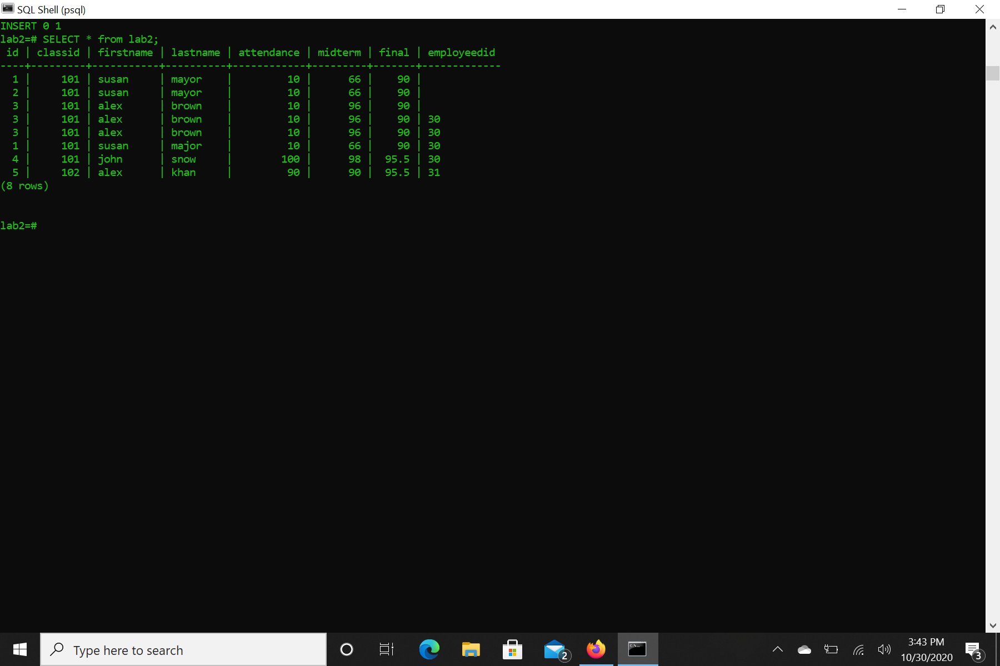 SQL Shell (psql)
INSERT 0 1
lab2=# SELECT * from lab2;
 id | classid | firstname | lastname | attendance | midterm | final | employeedid
----+---------+-----------+----------+------------+---------+-------+-------------
  1 |     101 | susan     | mayor    |         10 |      66 |    90 |
  2 |     101 | susan     | mayor    |         10 |      66 |    90 |
  3 |     101 | alex      | brown    |         10 |      96 |    90 |
  3 |     101 | alex      | brown    |         10 |      96 |    90 | 30
  3 |     101 | alex      | brown    |         10 |      96 |    90 | 30
  1 |     101 | susan     | major    |         10 |      66 |    90 | 30
  4 |     101 | john      | snow     |        100 |      98 |  95.5 | 30
  5 |     102 | alex      | khan     |         90 |      90 |  95.5 | 31
(8 rows)
lab2=#
Type here to search
2
3:43 PM
10/30/2020
3